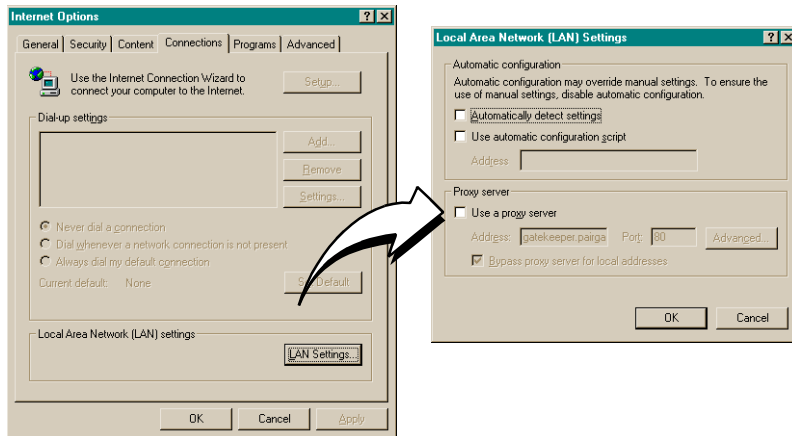 Internet Options
General Security Content Connections Programs Advanced
Use the Internet Connection Wizard to
connect your computer to the Internet.
Setup...
Dial-up settings
Add...
Remove
Settings...
Never dial a connection
Dial whenever a network connection is not present
Always dial my default connection
Current default: None
Default
Local Area Network (LAN) settings
LAN Settings...
OK Cancel Apply
Local Area Network (LAN) Settings
Automatic configuration
Automatic configuration may override manual settings. To ensure the
use of manual settings, disable automatic configuration.
Automatically detect settings
Use automatic configuration script
Address
Proxy server
Use a proxy server
Address: gatekeeper.pairga Port: 80 Advanced...
Bypass proxy server for local addresses
OK Cancel